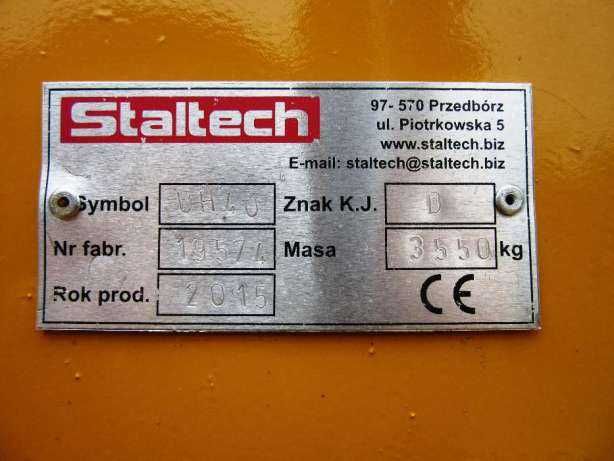 Staltech
97- 570 Przedbórz
ul. Piotrkowska 5
www.staltech.biz
E-mail: staltech@staltech.biz
Symbol Znak K.J. D
Nr fabr. 19574 Masa 3550 kg
Rok prod. 2015 CE